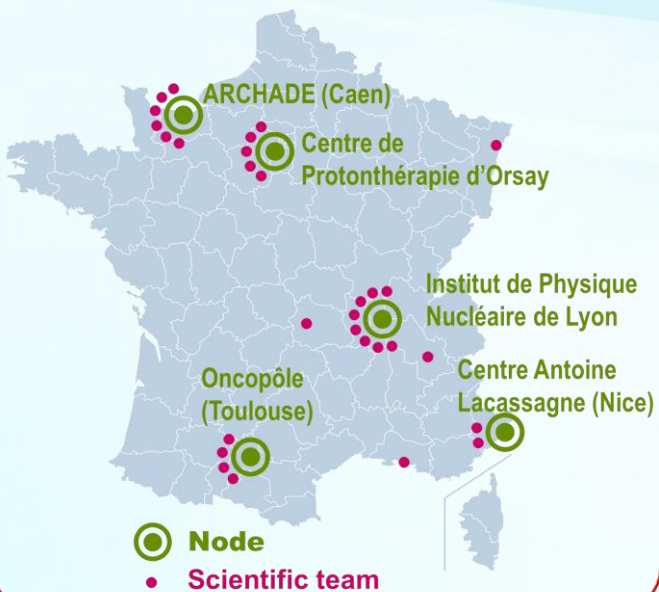 ARCHADE (Caen)
Centre de
Protonthérapie d'Orsay
Institut de Physique
Nucléaire de Lyon
Centre Antoine
Lacassagne (Nice)
Oncopôle
(Toulouse)
Node
Scientific team